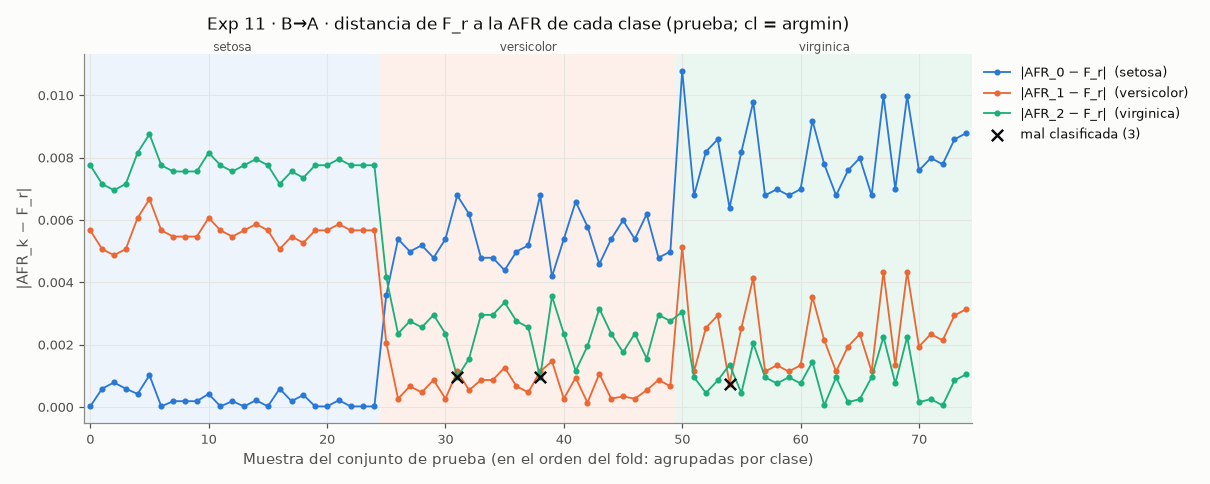 Exp 11 · B→A · distancia de F_r a la AFR de cada clase (prueba; cl = argmin)
setosa
versicolor
virginica
|AFR_0 − F_r| (setosa)
|AFR_1 − F_r| (versicolor)
|AFR_2 − F_r| (virginica)
mal clasificada (3)
|AFR_k − F_r|
0.010
0.008
0.006
0.004
0.002
0.000
0 10 20 30 40 50 60 70
Muestra del conjunto de prueba (en el orden del fold: agrupadas por clase)